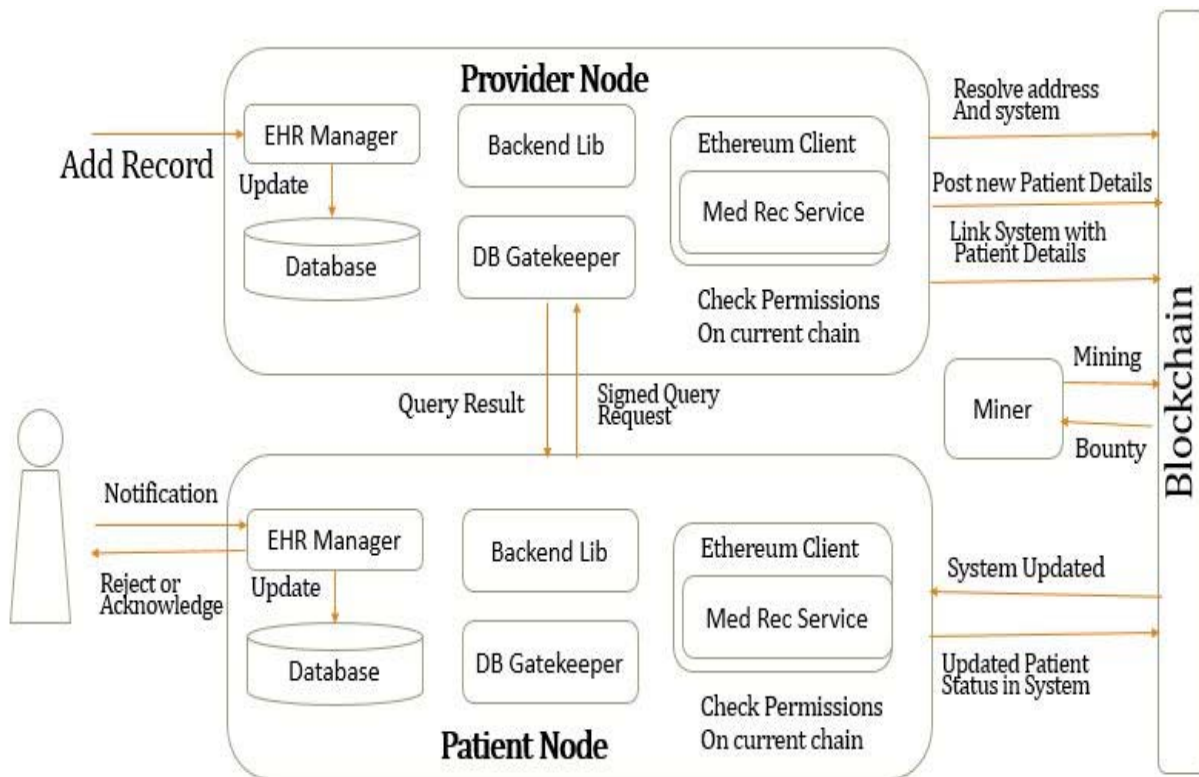 Provider Node
Add Record
EHR Manager
Update
Database
Backend Lib
DB Gatekeeper
Ethereum Client
Med Rec Service
Check Permissions
On current chain
Resolve address
And system
Post new Patient Details
Link System with
Patient Details
Blockchain
Mining
Miner
Bounty
Query Result
Signed Query
Request
Notification
Reject or
Acknowledge
EHR Manager
Update
Database
Backend Lib
DB Gatekeeper
Ethereum Client
Med Rec Service
Check Permissions
On current chain
Patient Node
System Updated
Updated Patient
Status in System